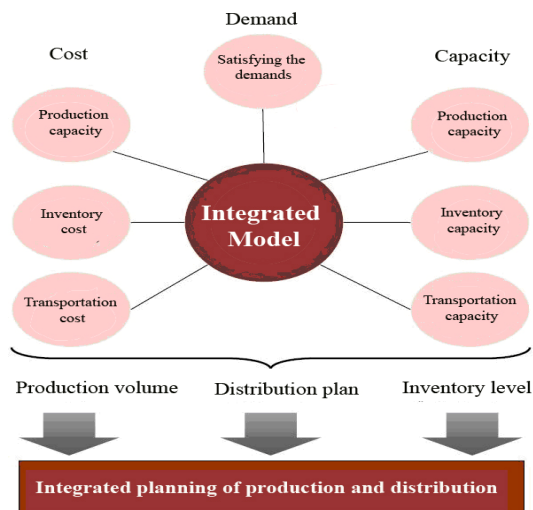 Demand
Cost
Capacity
Satisfying the
demands
Production
capacity
Production
capacity
Integrated
Model
Inventory
cost
Inventory
capacity
Transportation
cost
Transportation
capacity
Production volume
Distribution plan
Inventory level
Integrated planning of production and distribution